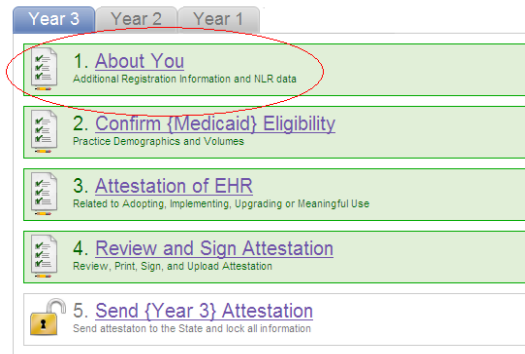 Year 3 Year 2 Year 1
1. About You
Additional Registration Information and NLR data
2. Confirm {Medicaid} Eligibility
Practice Demographics and Volumes
3. Attestation of EHR
Related to Adopting, Implementing, Upgrading or Meaningful Use
4. Review and Sign Attestation
Review, Print, Sign, and Upload Attestation
5. Send {Year 3} Attestation
Send attestaton to the State and lock all information